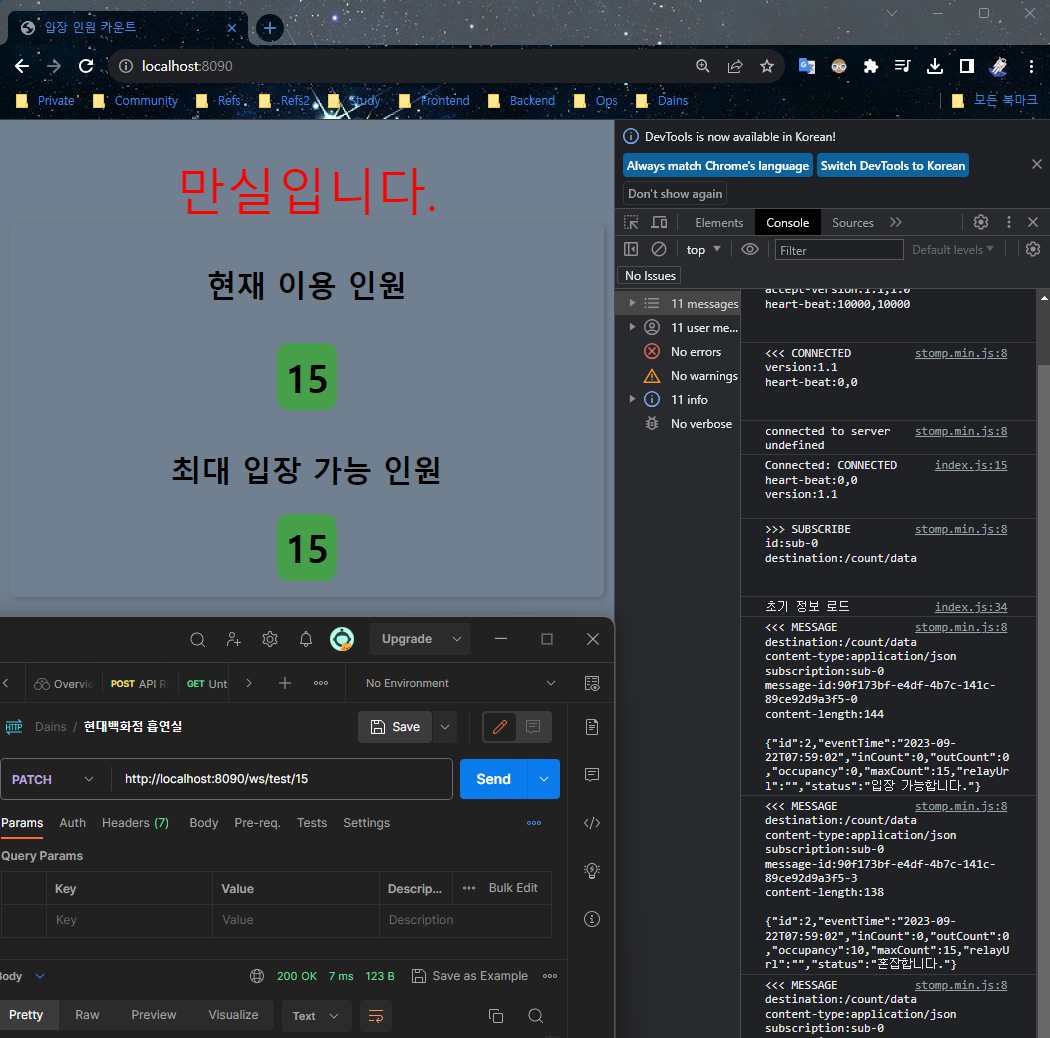 입장 인원 카운트
localhost:8090
Private
Community
Refs
Refs2
Study
Frontend
Backend
Ops
Dains
모든 북마크
만실입니다.
현재 이용 인원
15
최대 입장 가능 인원
15
DevTools is now available in Korean!
Always match Chrome's language
Switch DevTools to Korean
Don't show again
Elements
Console
Sources
top
Filter
Default levels
No Issues
11 messages
11 user me...
No errors
No warnings
11 info
No verbose
accept-version:1.1,1.0
heart-beat:10000,10000
<<< CONNECTED
stomp.min.js:8
version:1.1
heart-beat:0,0
connected to server
stomp.min.js:8
undefined
Connected: CONNECTED
index.js:15
heart-beat:0,0
version:1.1
>>> SUBSCRIBE
stomp.min.js:8
id:sub-0
destination:/count/data
초기 정보 로드
index.js:34
<<< MESSAGE
stomp.min.js:8
destination:/count/data
content-type:application/json
subscription:sub-0
message-id:90f173bf-e4df-4b7c-141c-
89ce92d9a3f5-0
content-length:144
{"id":2,"eventTime":"2023-09-
22T07:59:02","inCount":0,"outCount":0
,"occupancy":0,"maxCount":15,"relayUr
l":"","status":"입장 가능합니다."}
<<< MESSAGE
stomp.min.js:8
destination:/count/data
content-type:application/json
subscription:sub-0
message-id:90f173bf-e4df-4b7c-141c-
89ce92d9a3f5-3
content-length:138
{"id":2,"eventTime":"2023-09-
22T07:59:02","inCount":0,"outCount":0
,"occupancy":10,"maxCount":15,"relayU
rl":"","status":"혼잡합니다."}
<<< MESSAGE
stomp.min.js:8
destination:/count/data
content-type:application/json
subscription:sub-0
Upgrade
Overvie
POST API R
GET Unt
No Environment
HTTP
Dains / 현대백화점 흡연실
Save
PATCH
http://localhost:8090/ws/test/15
Send
Params
Auth
Headers (7)
Body
Pre-req.
Tests
Settings
Query Params
Key
Value
Descrip...
Bulk Edit
Key
Value
Description
Body
200 OK
7 ms
123 B
Save as Example
Pretty
Raw
Preview
Visualize
Text